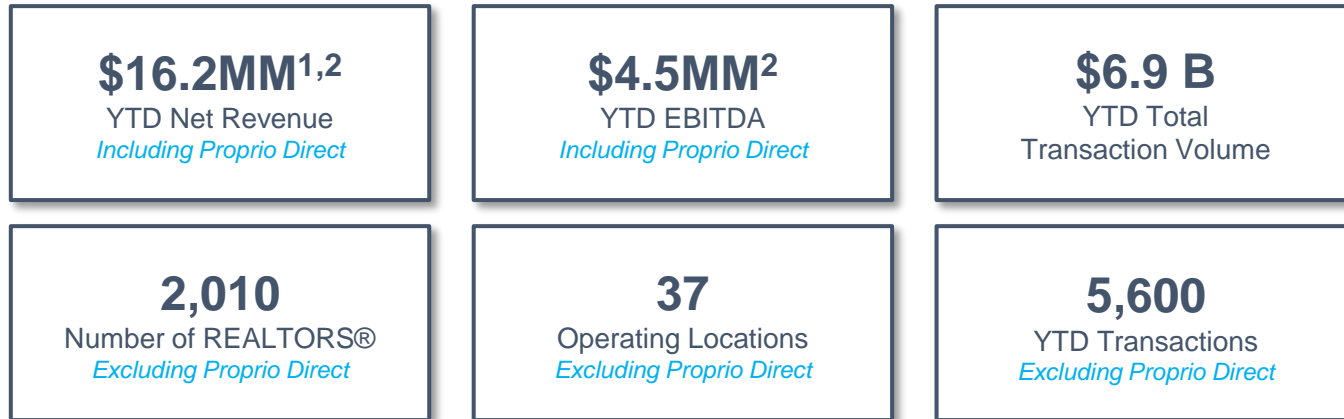 $16.2MM1,2
YTD Net Revenue
Including Proprio Direct
$4.5MM2
YTD EBITDA
Including Proprio Direct
$6.9 B
YTD Total
Transaction Volume
2,010
Number of REALTORS®
Excluding Proprio Direct
37
Operating Locations
Excluding Proprio Direct
5,600
YTD Transactions
Excluding Proprio Direct